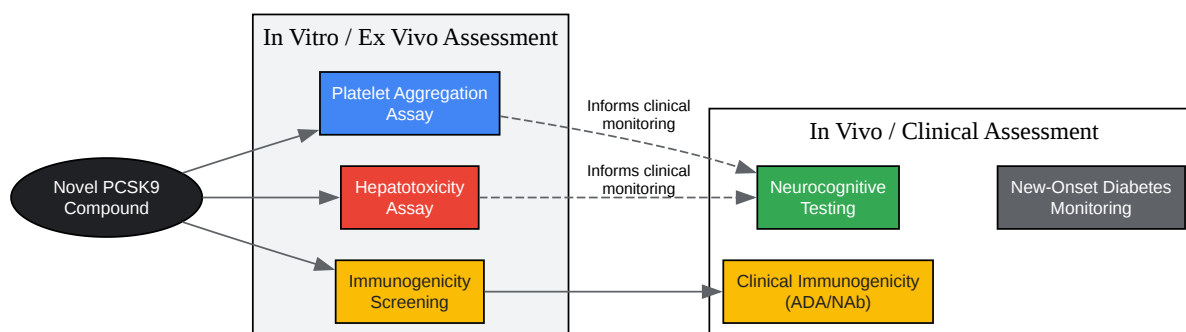 In Vitro / Ex Vivo Assessment
Platelet Aggregation
Assay
Informs clinical
monitoring
In Vivo / Clinical Assessment
Novel PCSK9
Compound
Hepatotoxicity
Assay
Informs clinical
monitoring
Neurocognitive
Testing
New-Onset Diabetes
Monitoring
Immunogenicity
Screening
Clinical Immunogenicity
(ADA/NAb)